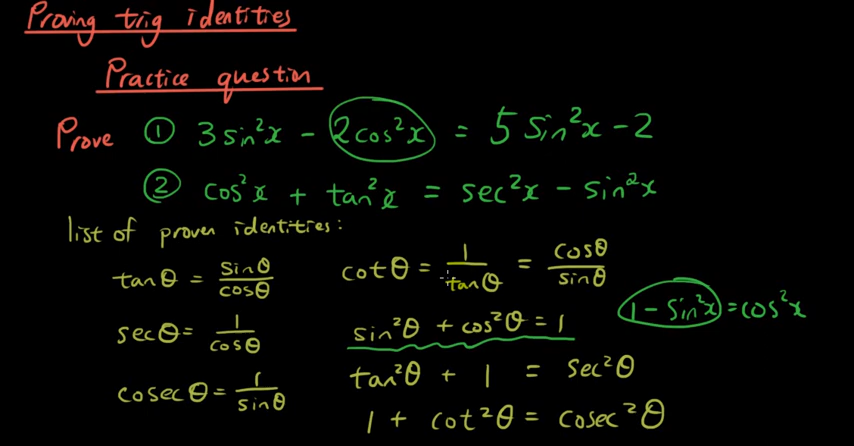 Proving trig identities
Practice question
Prove ① 3sin²x - 2cos²x = 5sin²x - 2
② cos²x + tan²x = sec²x - sin²x
list of proven identities:
tanθ = sinθ/cosθ
cotθ = 1/tanθ = cosθ/sinθ
1 - sin²x = cos²x
secθ = 1/cosθ
sin²θ + cos²θ = 1
tan²θ + 1 = sec²θ
cosecθ = 1/sinθ
1 + cot²θ = cosec²θ